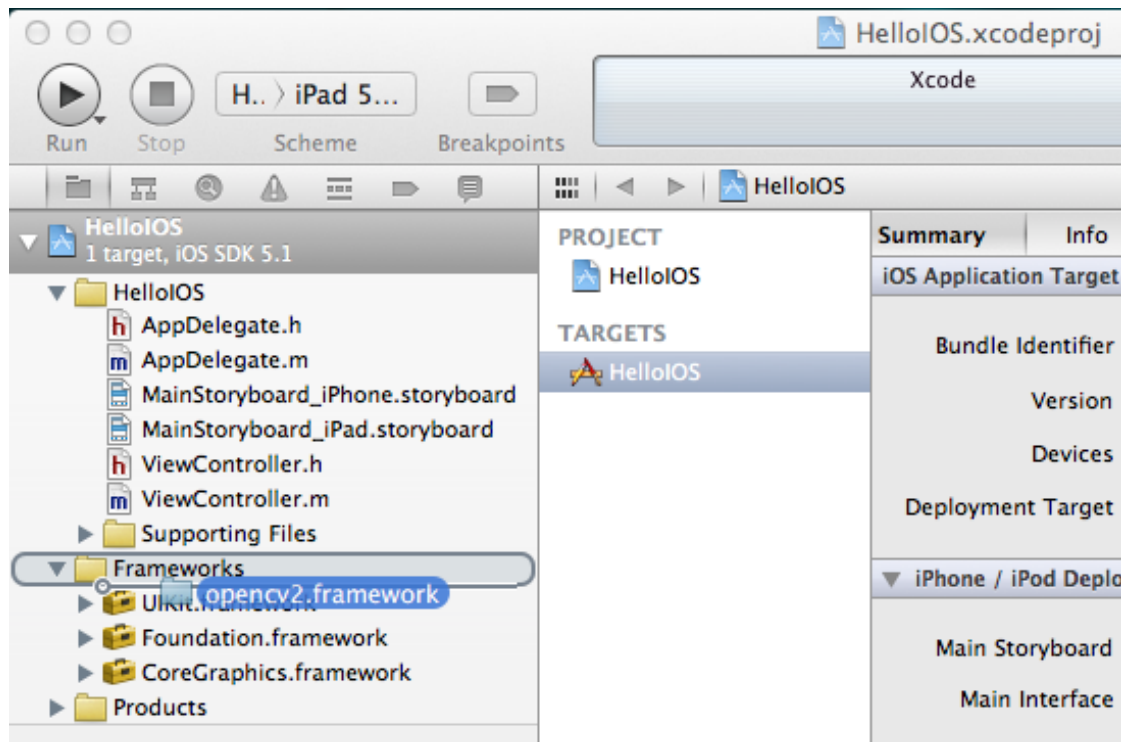 HelloIOS.xcodeproj
H.. 〉 iPad 5...
Xcode
Run Stop Scheme Breakpoints
HelloIOS
HelloIOS
1 target, iOS SDK 5.1
HelloIOS
AppDelegate.h
AppDelegate.m
MainStoryboard_iPhone.storyboard
MainStoryboard_iPad.storyboard
ViewController.h
ViewController.m
Supporting Files
Frameworks
opencv2.framework
UIKit.framework
Foundation.framework
CoreGraphics.framework
Products
PROJECT
HelloIOS
TARGETS
HelloIOS
Summary Info
iOS Application Target
Bundle Identifier
Version
Devices
Deployment Target
iPhone / iPod Deplo
Main Storyboard
Main Interface